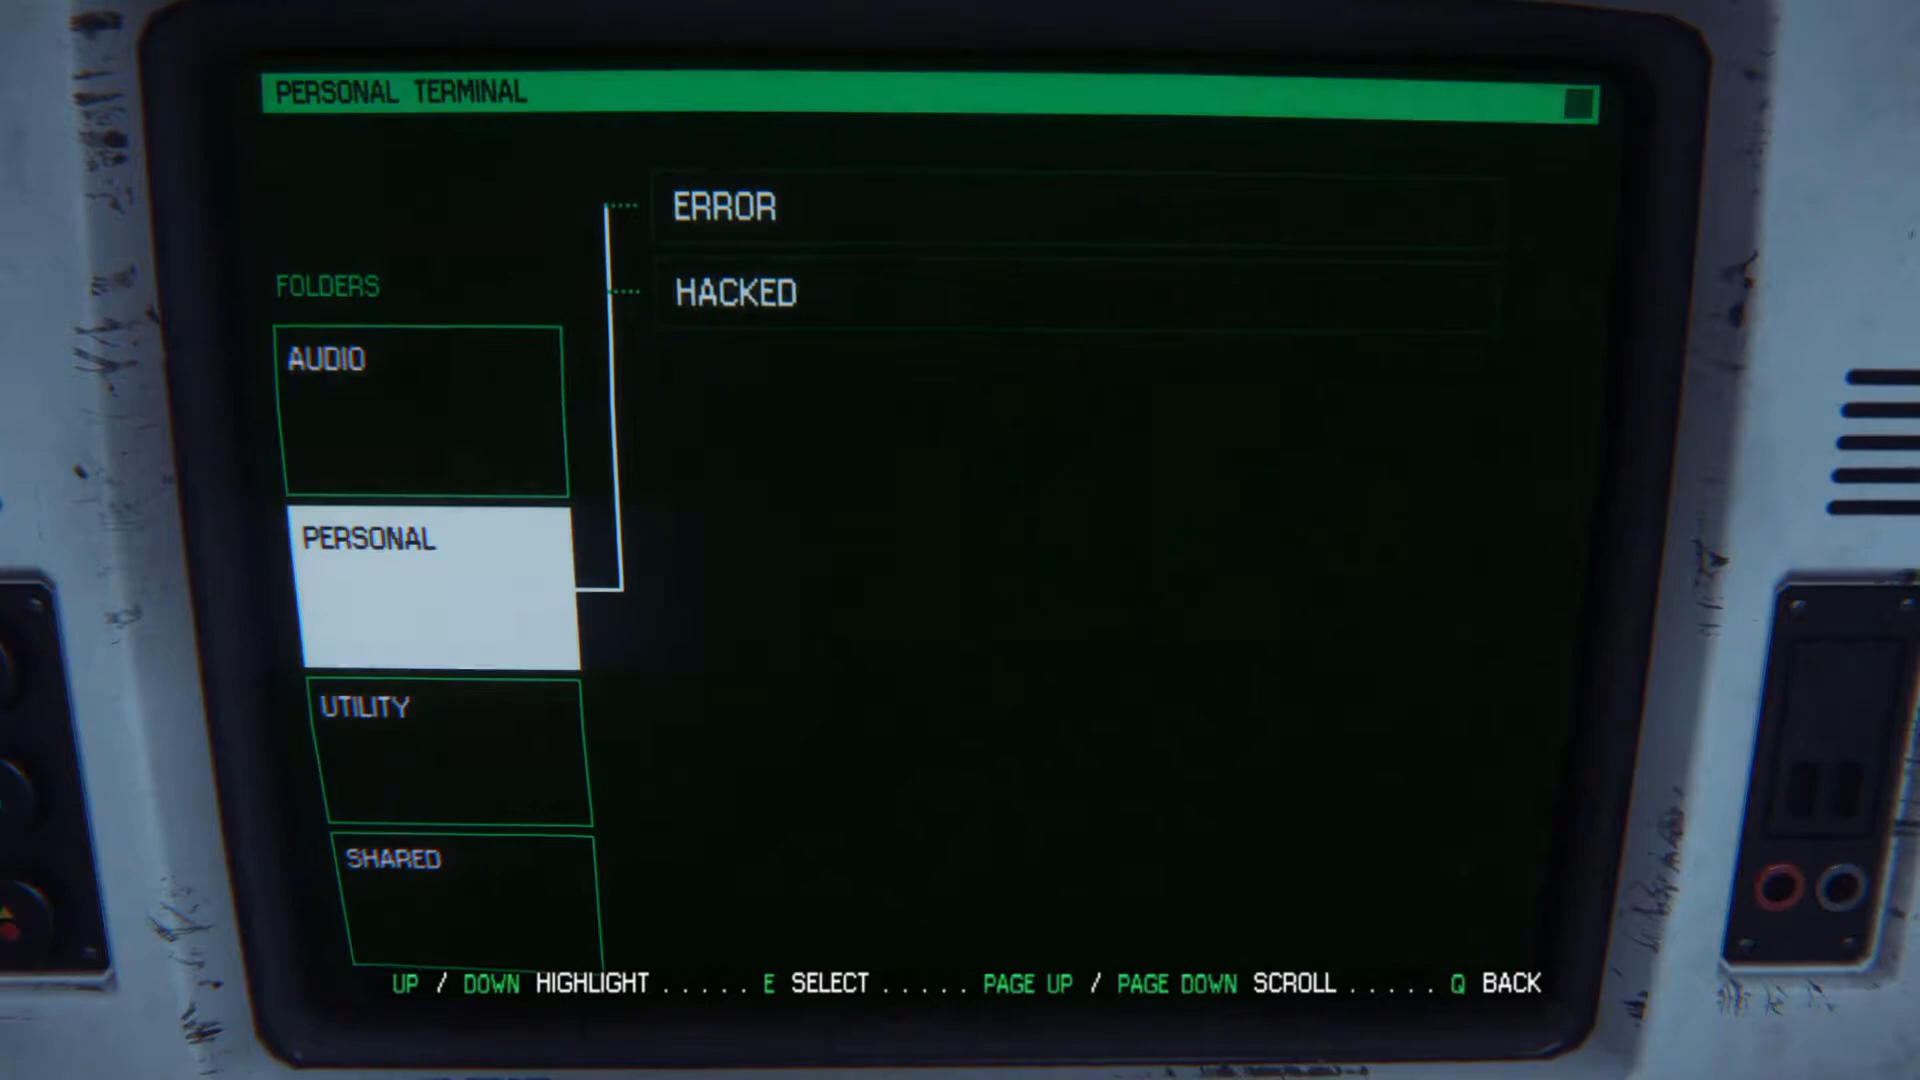 PERSONAL TERMINAL
FOLDERS
AUDIO
PERSONAL
UTILITY
SHARED
ERROR
HACKED
UP / DOWN HIGHLIGHT ..... E SELECT ..... PAGE UP / PAGE DOWN SCROLL ..... Q BACK